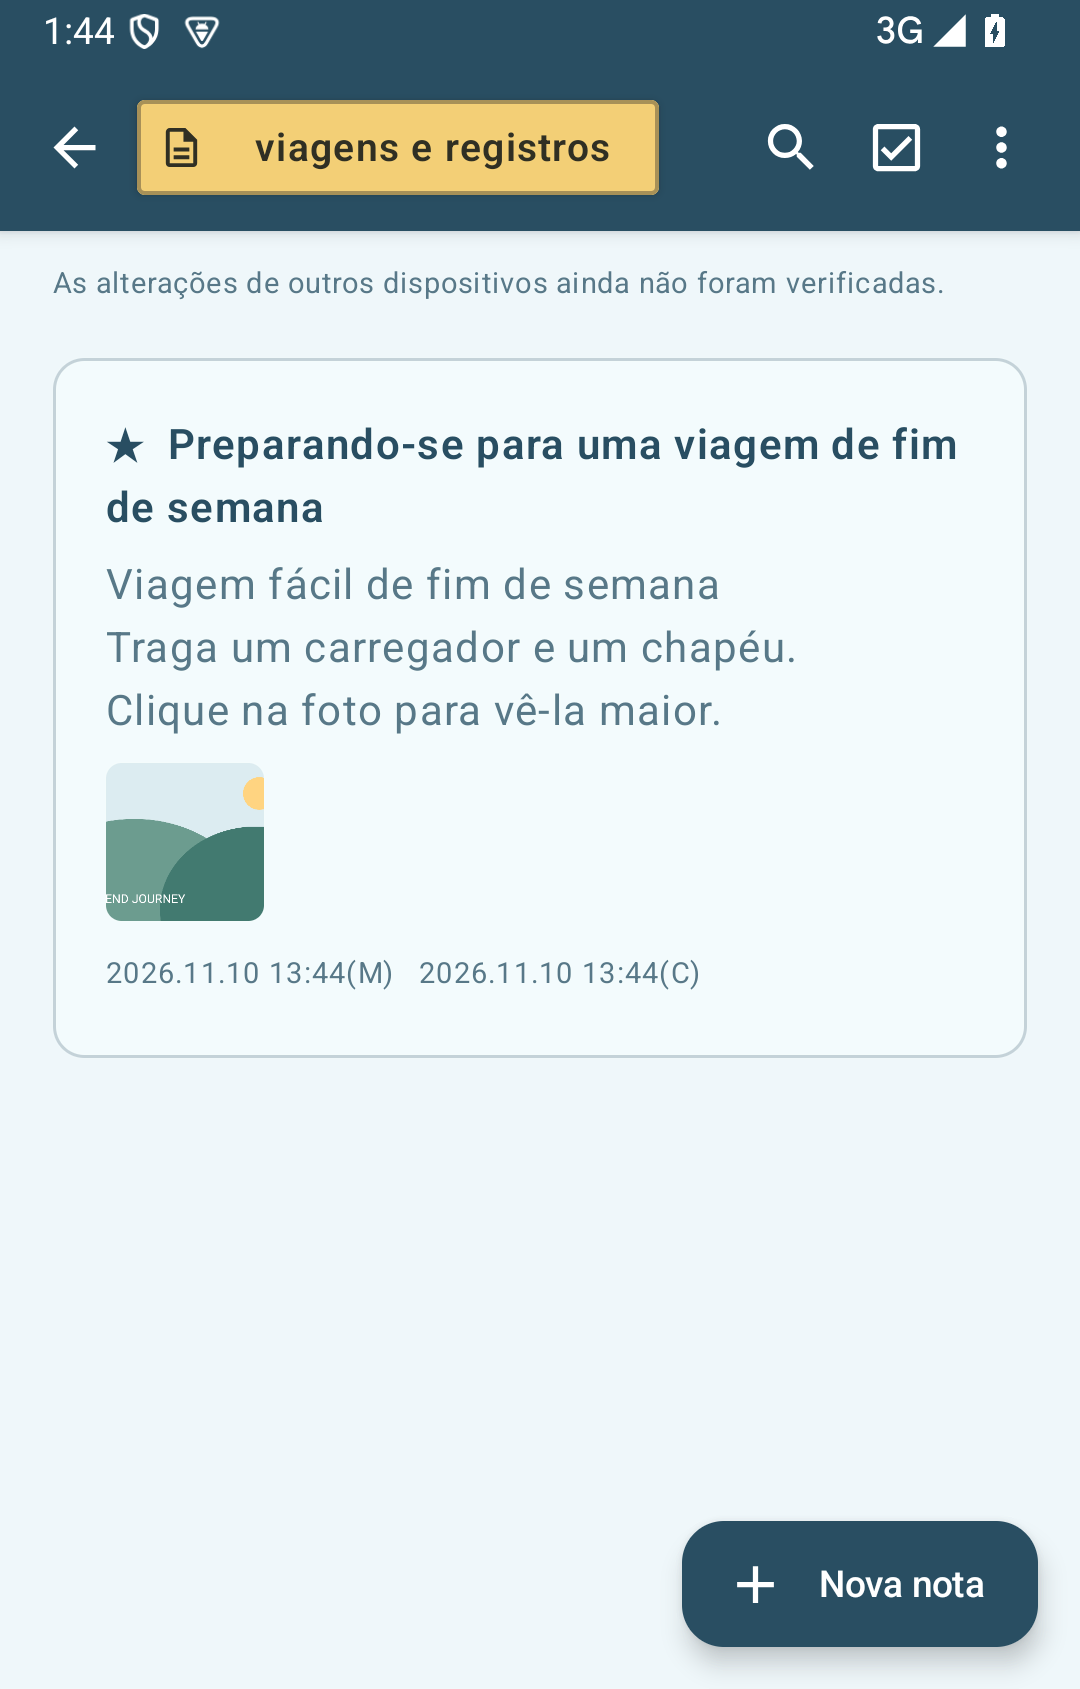 1:44
3G
viagens e registros
As alterações de outros dispositivos ainda não foram verificadas.
★ Preparando-se para uma viagem de fim
de semana
Viagem fácil de fim de semana
Traga um carregador e um chapéu.
Clique na foto para vê-la maior.
END JOURNEY
2026.11.10 13:44(M) 2026.11.10 13:44(C)
Nova nota